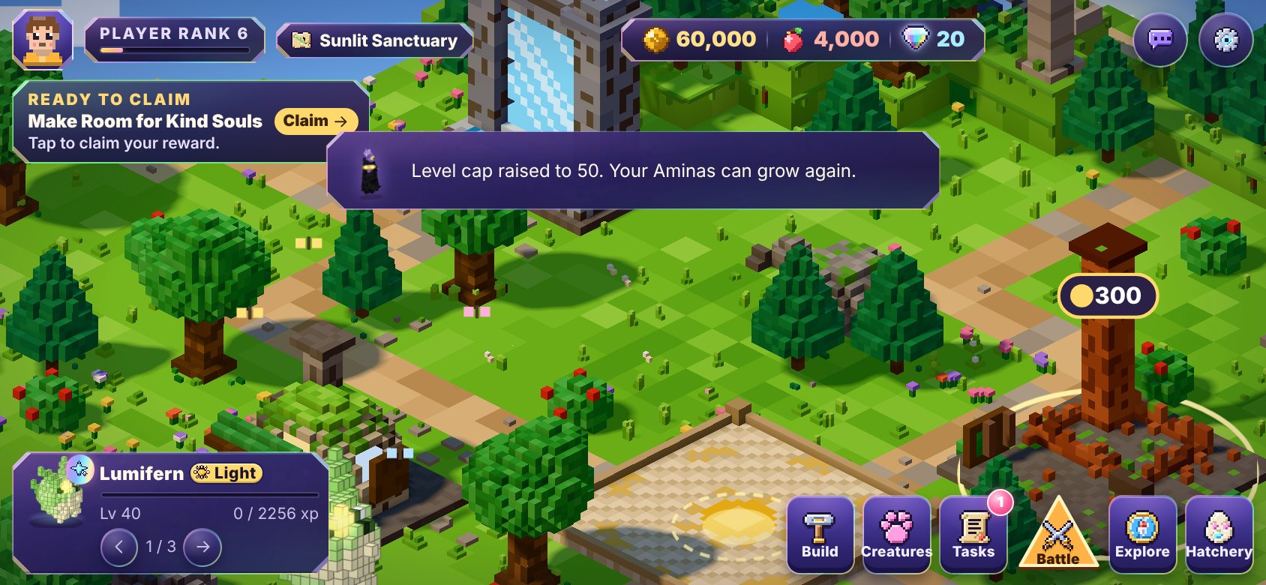 PLAYER RANK 6
Sunlit Sanctuary
60,000
4,000
20
READY TO CLAIM
Make Room for Kind Souls
Claim →
Tap to claim your reward.
Level cap raised to 50. Your Aminas can grow again.
300
Lumifern
Light
Lv 40
0 / 2256 xp
1 / 3
1
Build
Creatures
Tasks
Battle
Explore
Hatchery